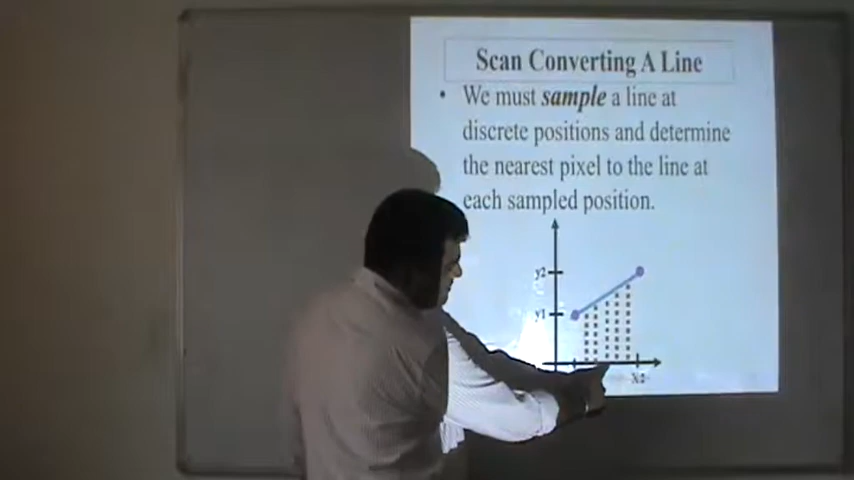 Scan Converting A Line
• We must sample a line at
discrete positions and determine
the nearest pixel to the line at
each sampled position.
y2
y1